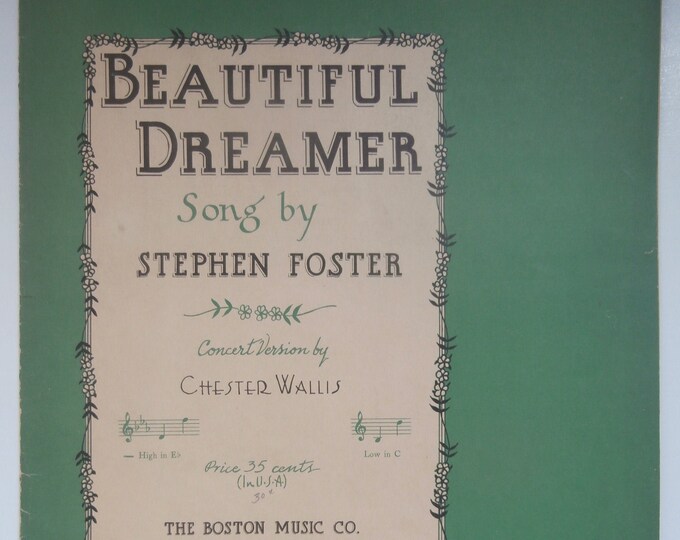 BEAUTIFUL
DREAMER
Song by
STEPHEN FOSTER
Concert Version by
CHESTER WALLIS
— High in E♭
Low in C
Price 35 cents
(In U.S.A)
30¢
THE BOSTON MUSIC CO.